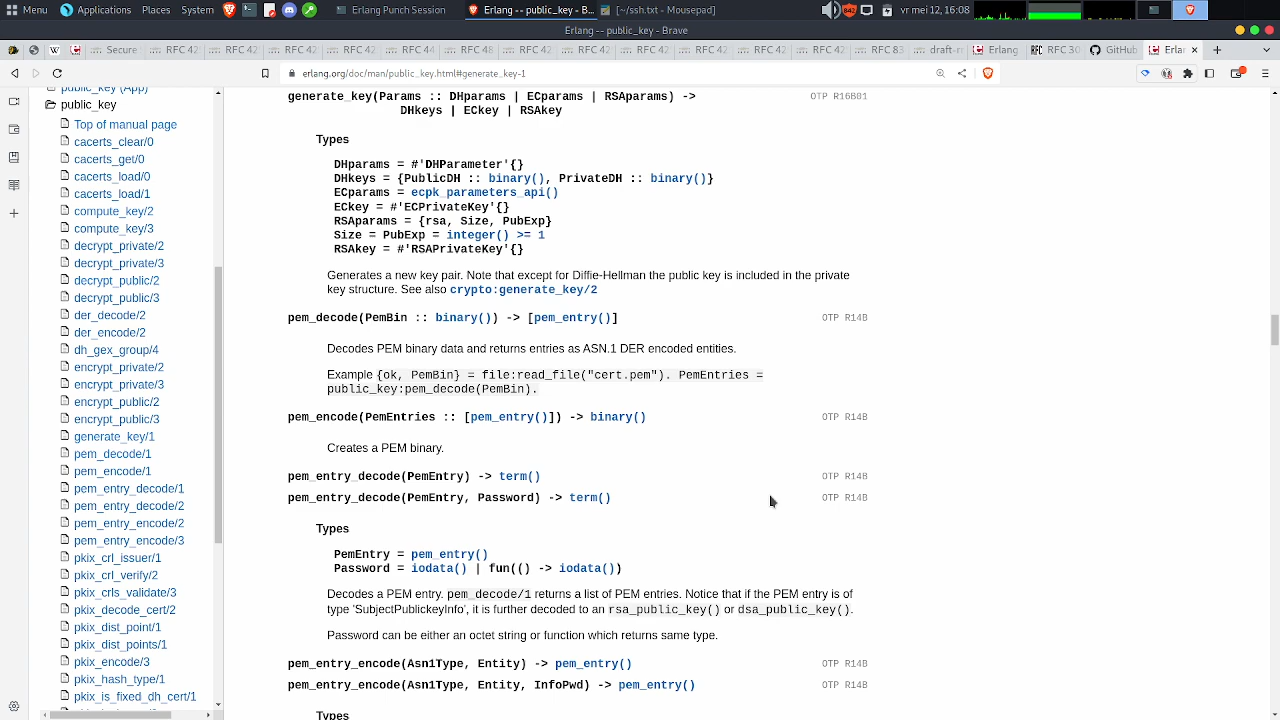 Menu Applications Places System Erlang PunchSession Erlang -- public_key - B... [~/ssh.txt - Mousepad] 842 r mei 12, 16:08
Erlang -- public_key - Brave
Secure RFC 42 RFC 42 RFC 42 RFC 42 RFC 44 RFC 48 RFC 42 RFC 42 RFC 42 RFC 42 RFC 42 RFC 83 draft-r Erlang RFC 30 GitHub Erlan
erlang.org/doc/man/public_key.html#generate_key-1
public_key (App)
public_key
Top of manual page
cacerts_clear/0
cacerts_get/0
cacerts_load/0
cacerts_load/1
compute_key/2
compute_key/3
decrypt_private/2
decrypt_private/3
decrypt_public/2
decrypt_public/3
der_decode/2
der_encode/2
dh_gex_group/4
encrypt_private/2
encrypt_private/3
encrypt_public/2
encrypt_public/3
generate_key/1
pem_decode/1
pem_encode/1
pem_entry_decode/1
pem_entry_decode/2
pem_entry_encode/2
pem_entry_encode/3
pkix_crl_issuer/1
pkix_crl_verify/2
pkix_crls_validate/3
pkix_decode_cert/2
pkix_dist_point/1
pkix_dist_points/1
pkix_encode/3
pkix_hash_type/1
pkix_is_fixed_dh_cert/1
generate_key(Params :: DHparams | ECparams | RSAparams) -> OTP R16B01
DHkeys | ECkey | RSAkey
Types
DHparams = #'DHParameter'{}
DHkeys = {PublicDH :: binary(), PrivateDH :: binary()}
ECparams = ecpk_parameters_api()
ECkey = #'ECPrivateKey'{}
RSAparams = {rsa, Size, PubExp}
Size = PubExp = integer() >= 1
RSAkey = #'RSAPrivateKey'{}
Generates a new key pair. Note that except for Diffie-Hellman the public key is included in the private
key structure. See also crypto:generate_key/2
pem_decode(PemBin :: binary()) -> [pem_entry()] OTP R14B
Decodes PEM binary data and returns entries as ASN.1 DER encoded entities.
Example {ok, PemBin} = file:read_file("cert.pem"). PemEntries =
public_key:pem_decode(PemBin).
pem_encode(PemEntries :: [pem_entry()]) -> binary() OTP R14B
Creates a PEM binary.
pem_entry_decode(PemEntry) -> term() OTP R14B
pem_entry_decode(PemEntry, Password) -> term() OTP R14B
Types
PemEntry = pem_entry()
Password = iodata() | fun(() -> iodata())
Decodes a PEM entry. pem_decode/1 returns a list of PEM entries. Notice that if the PEM entry is of
type 'SubjectPublickeyInfo', it is further decoded to an rsa_public_key() or dsa_public_key().
Password can be either an octet string or function which returns same type.
pem_entry_encode(Asn1Type, Entity) -> pem_entry() OTP R14B
pem_entry_encode(Asn1Type, Entity, InfoPwd) -> pem_entry() OTP R14B
Types